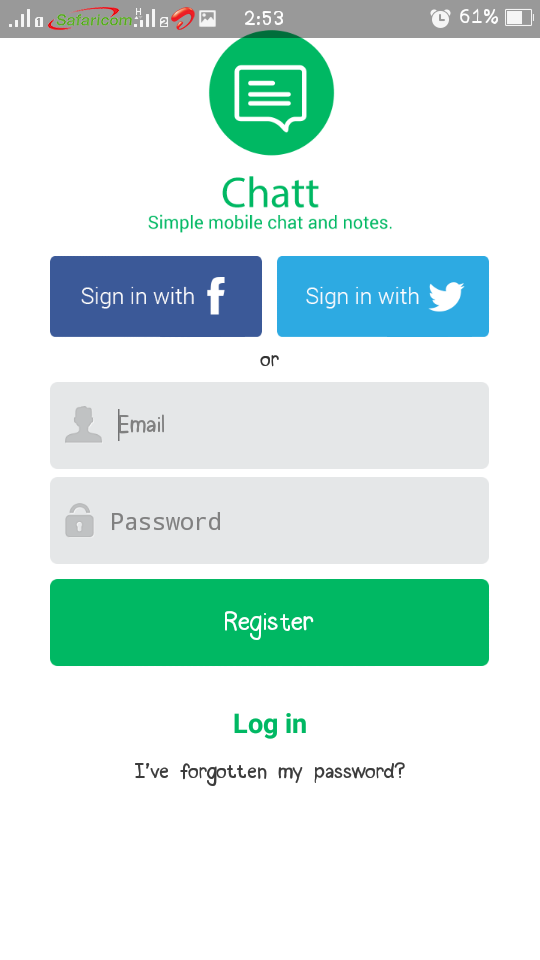 1 Safaricom H 2 2:53 61%
Chatt
Simple mobile chat and notes.
Sign in with f Sign in with
or
Email
Password
Register
Log in
I've forgotten my password?